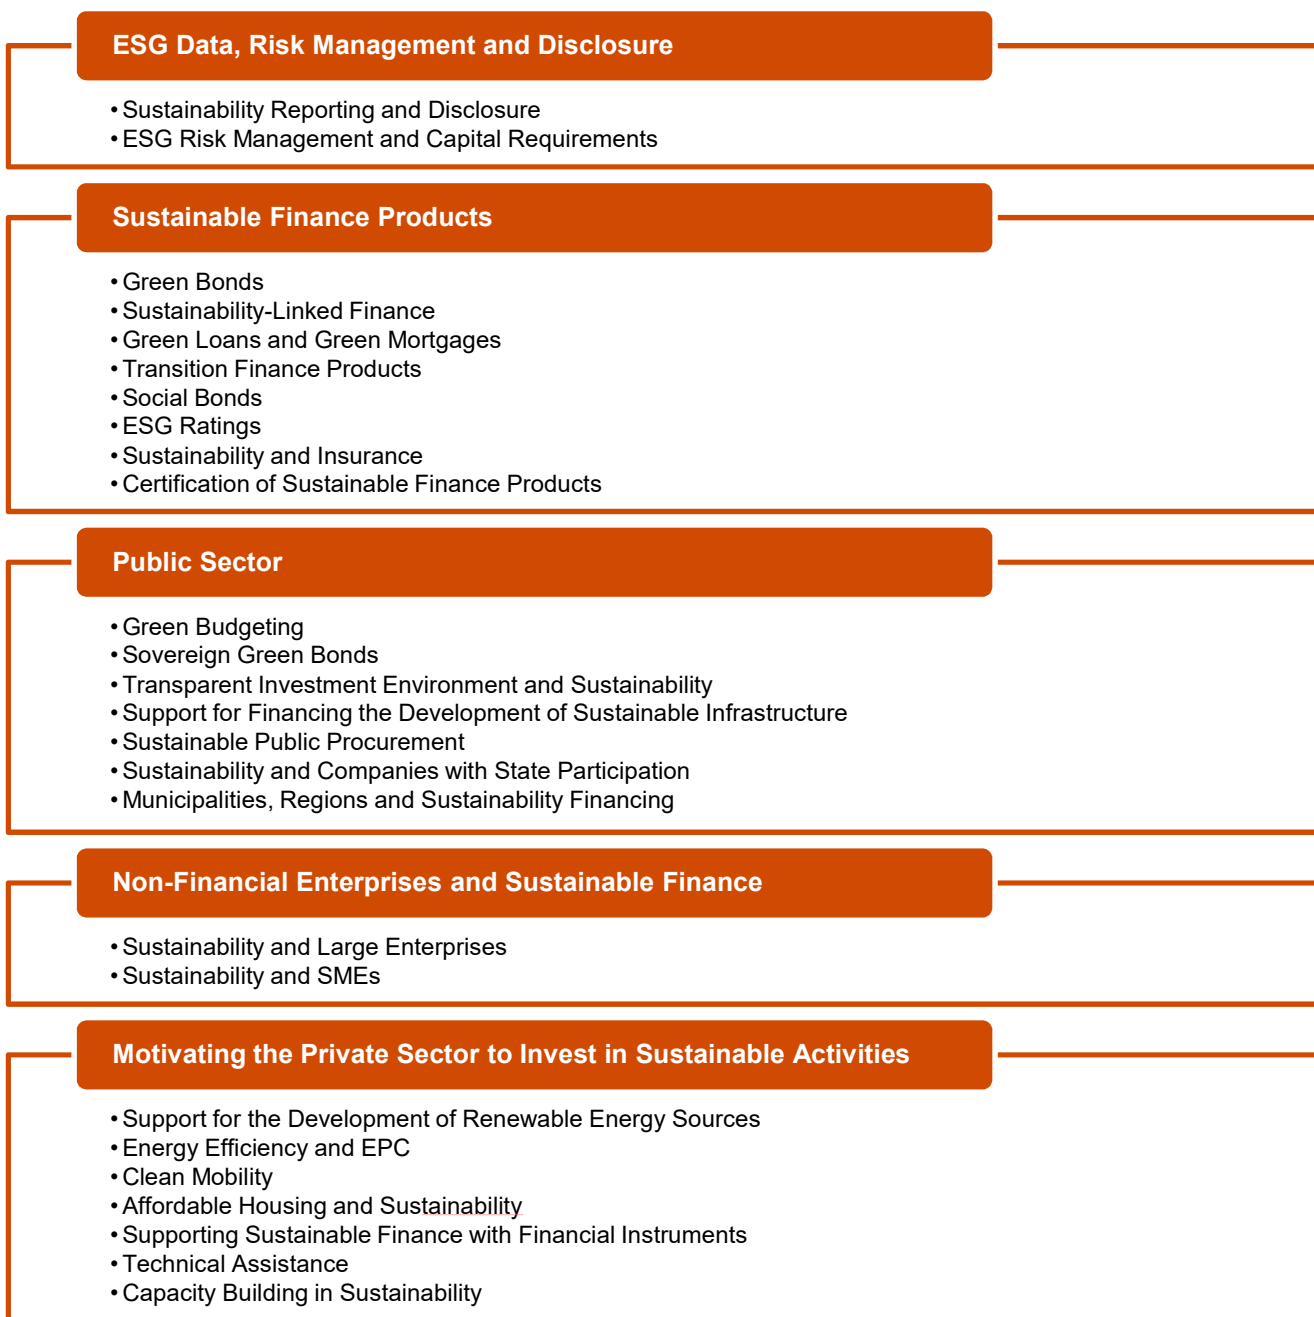 ESG Data, Risk Management and Disclosure
• Sustainability Reporting and Disclosure
• ESG Risk Management and Capital Requirements
Sustainable Finance Products
• Green Bonds
• Sustainability-Linked Finance
• Green Loans and Green Mortgages
• Transition Finance Products
• Social Bonds
• ESG Ratings
• Sustainability and Insurance
• Certification of Sustainable Finance Products
Public Sector
• Green Budgeting
• Sovereign Green Bonds
• Transparent Investment Environment and Sustainability
• Support for Financing the Development of Sustainable Infrastructure
• Sustainable Public Procurement
• Sustainability and Companies with State Participation
• Municipalities, Regions and Sustainability Financing
Non-Financial Enterprises and Sustainable Finance
• Sustainability and Large Enterprises
• Sustainability and SMEs
Motivating the Private Sector to Invest in Sustainable Activities
• Support for the Development of Renewable Energy Sources
• Energy Efficiency and EPC
• Clean Mobility
• Affordable Housing and Sustainability
• Supporting Sustainable Finance with Financial Instruments
• Technical Assistance
• Capacity Building in Sustainability